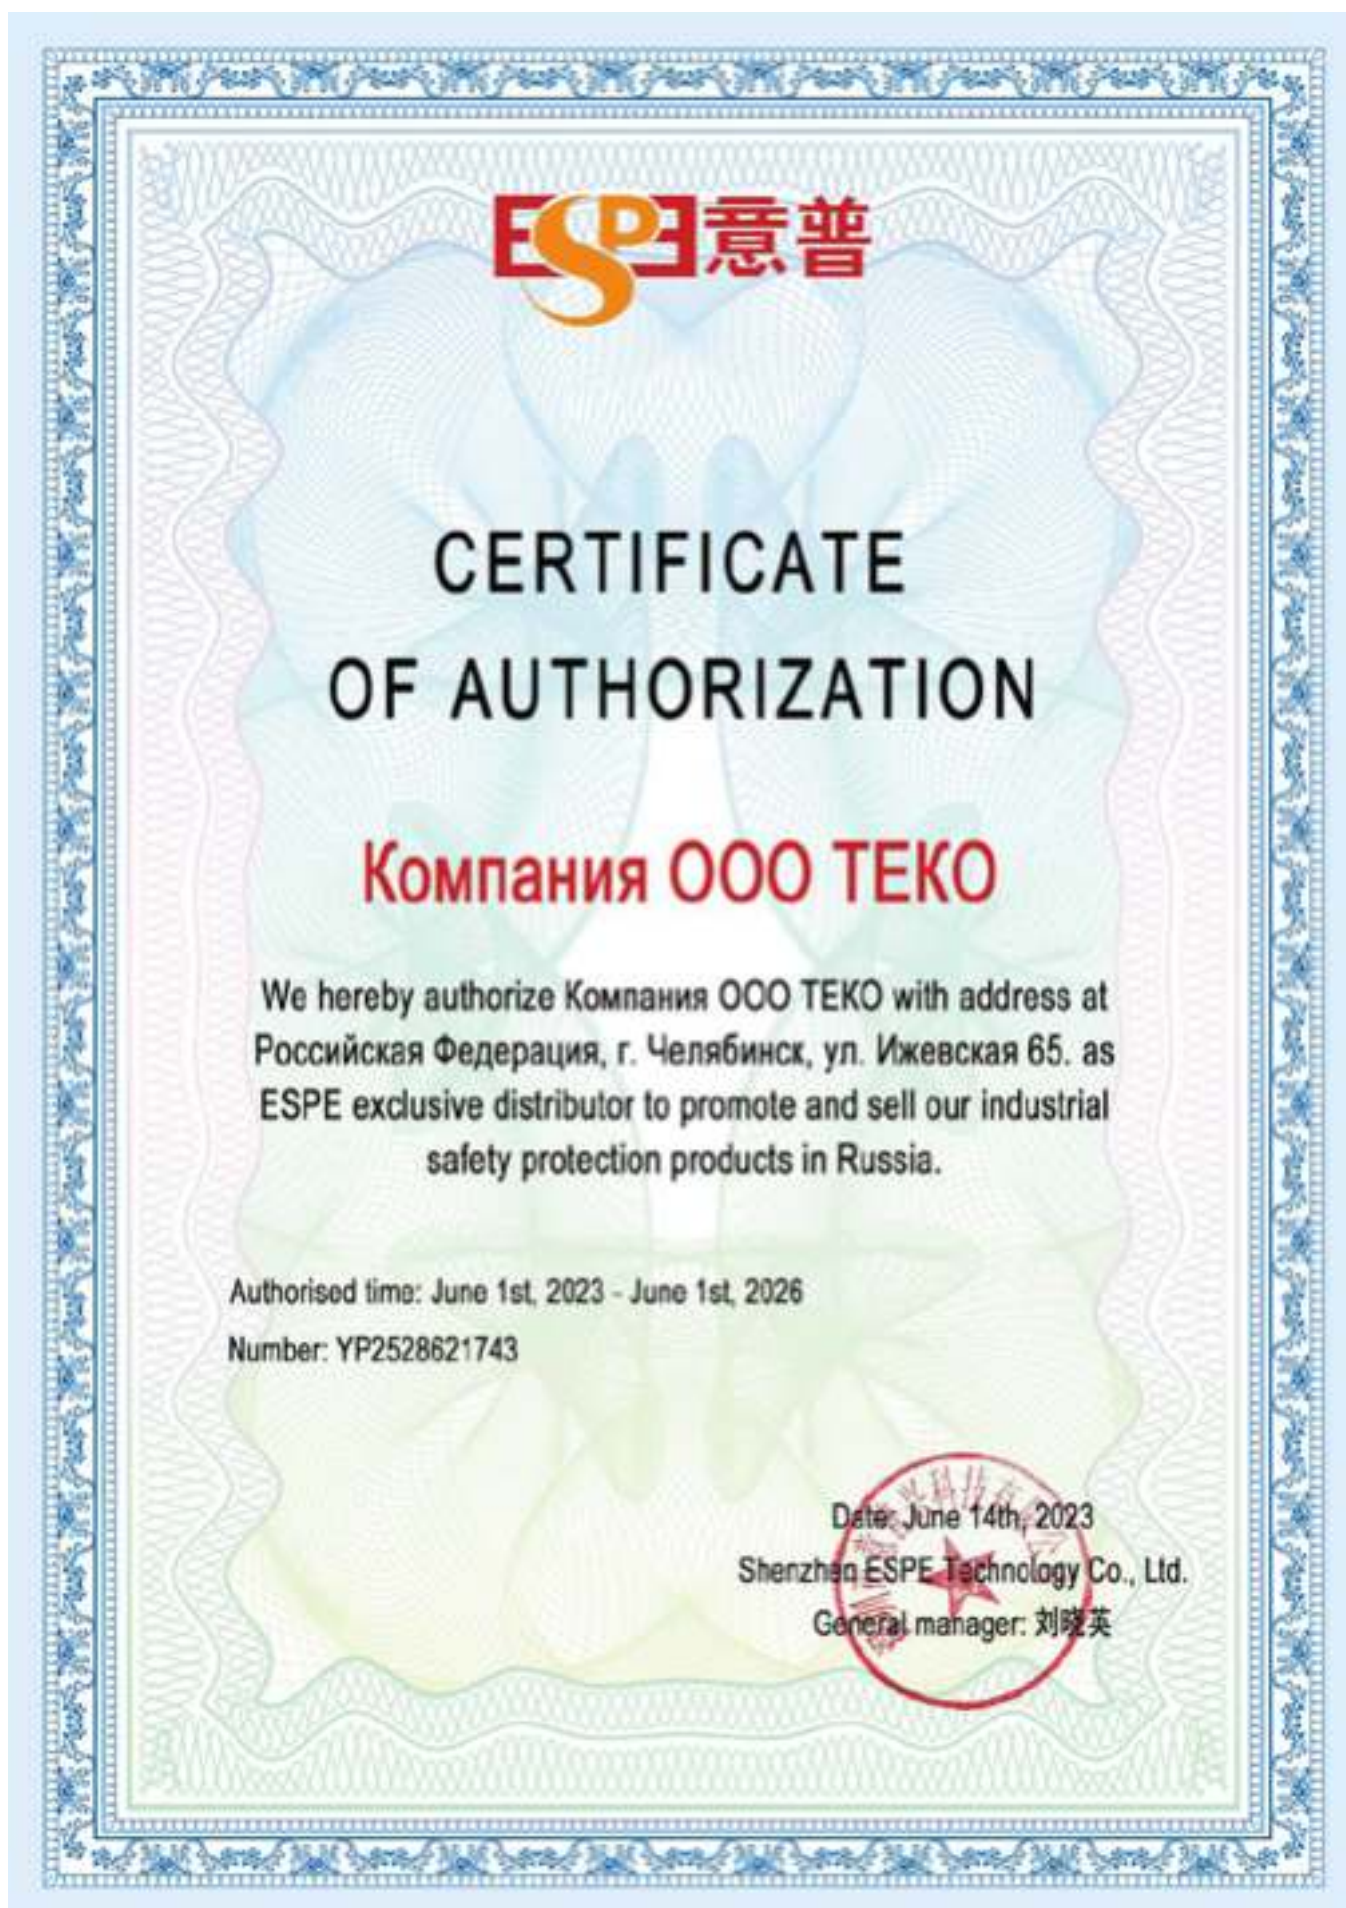 ESPE意普
CERTIFICATE
OF AUTHORIZATION
Компания ООО ТЕКО
We hereby authorize Компания ООО ТЕКО with address at
Российская Федерация, г. Челябинск, ул. Ижевская 65. as
ESPE exclusive distributor to promote and sell our industrial
safety protection products in Russia.
Authorised time: June 1st, 2023 - June 1st, 2026
Number: YP2528621743
Date: June 14th, 2023
Shenzhen ESPE Technology Co., Ltd.
General manager: 刘晓英